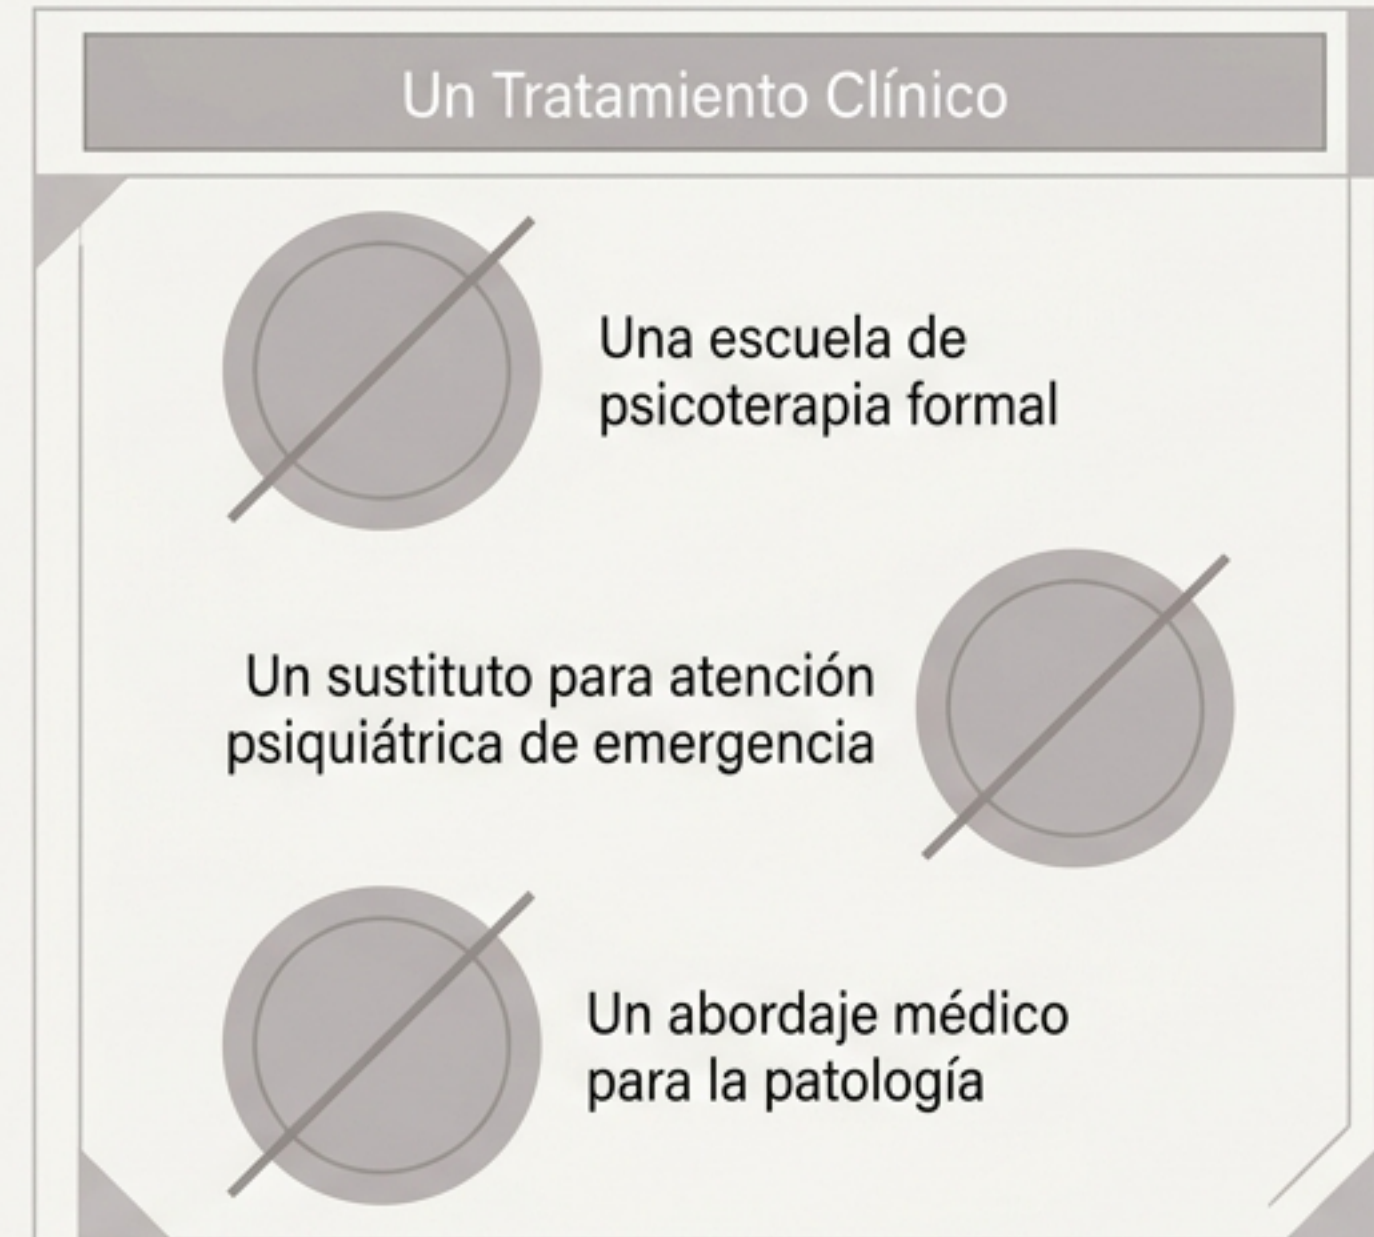 Un Tratamiento Clínico
Una escuela de
psicoterapia formal
Un sustituto para atención
psiquiátrica de emergencia
Un abordaje médico
para la patología